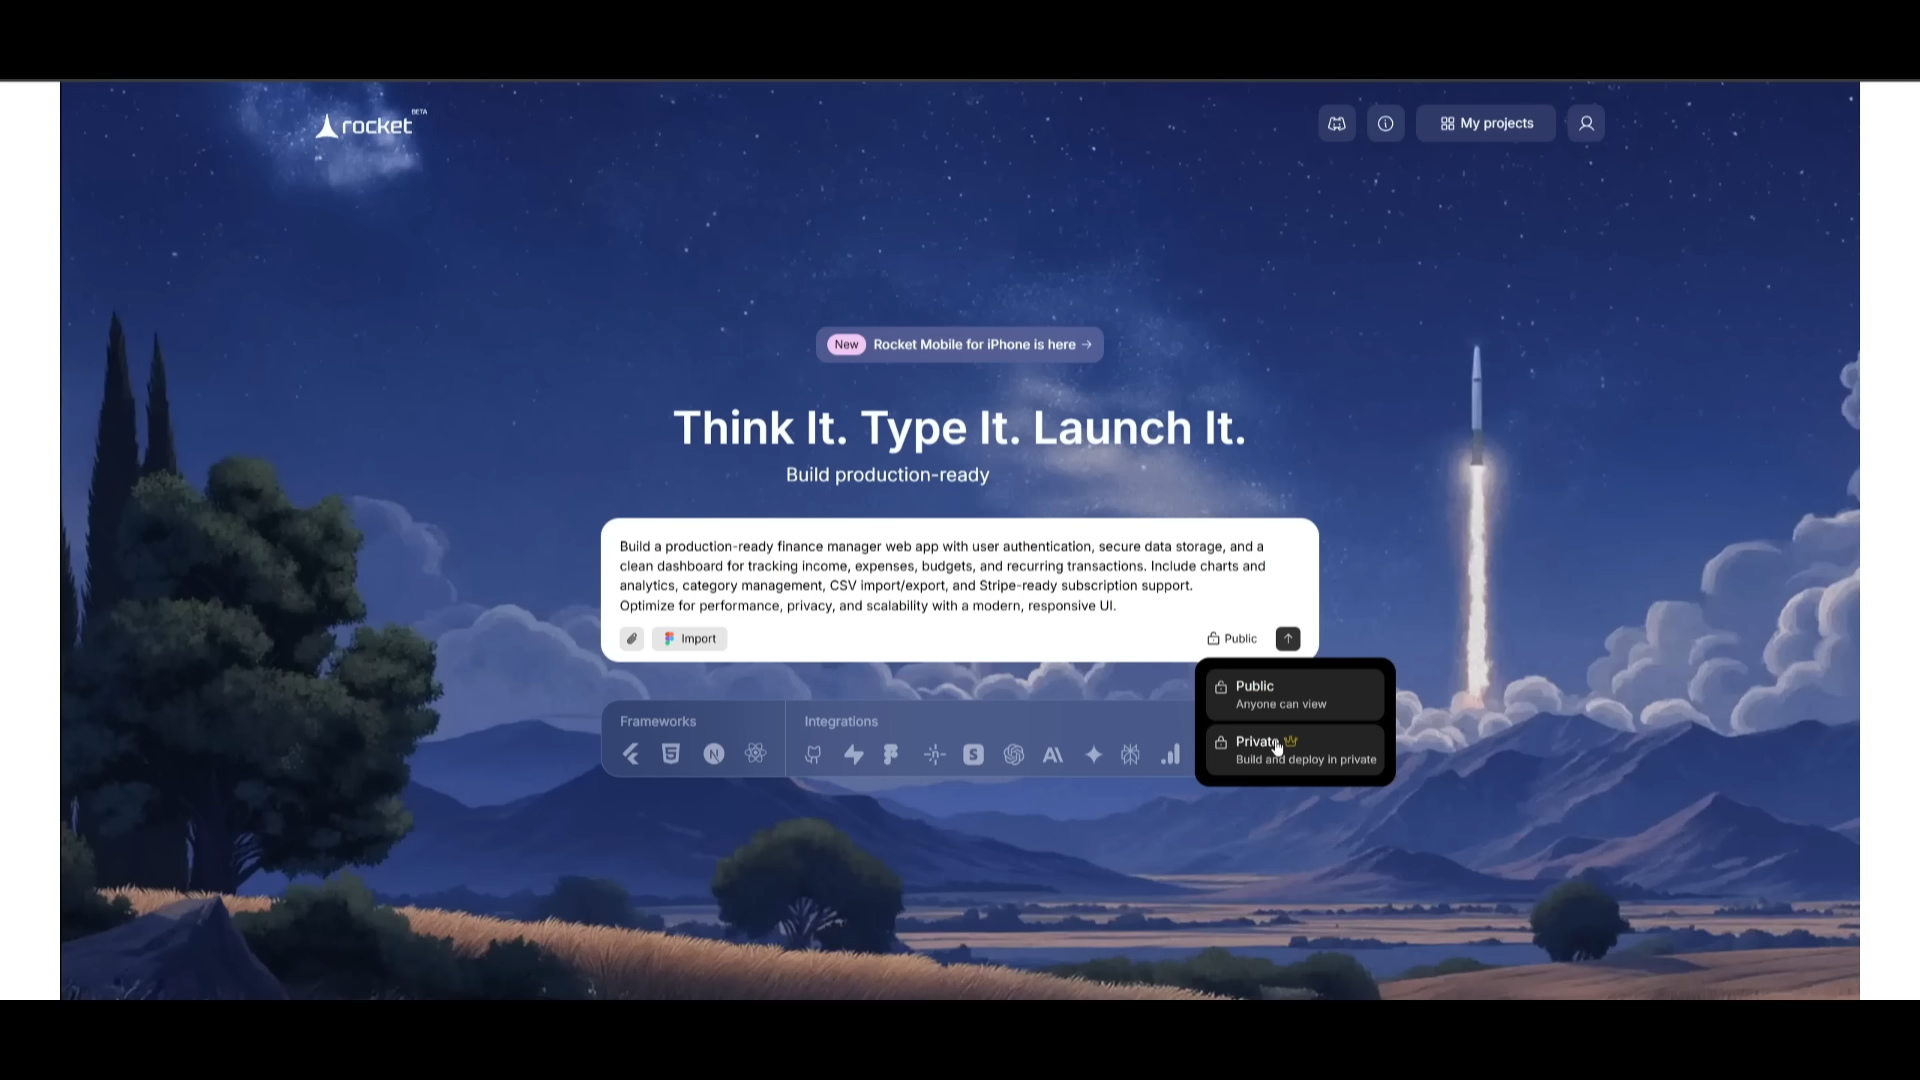 rocket BETA
My projects
New Rocket Mobile for iPhone is here →
Think It. Type It. Launch It.
Build production-ready
Build a production-ready finance manager web app with user authentication, secure data storage, and a
clean dashboard for tracking income, expenses, budgets, and recurring transactions. Include charts and
analytics, category management, CSV import/export, and Stripe-ready subscription support.
Optimize for performance, privacy, and scalability with a modern, responsive UI.
Import
Public
Public
Anyone can view
Private
Build and deploy in private
Frameworks
Integrations